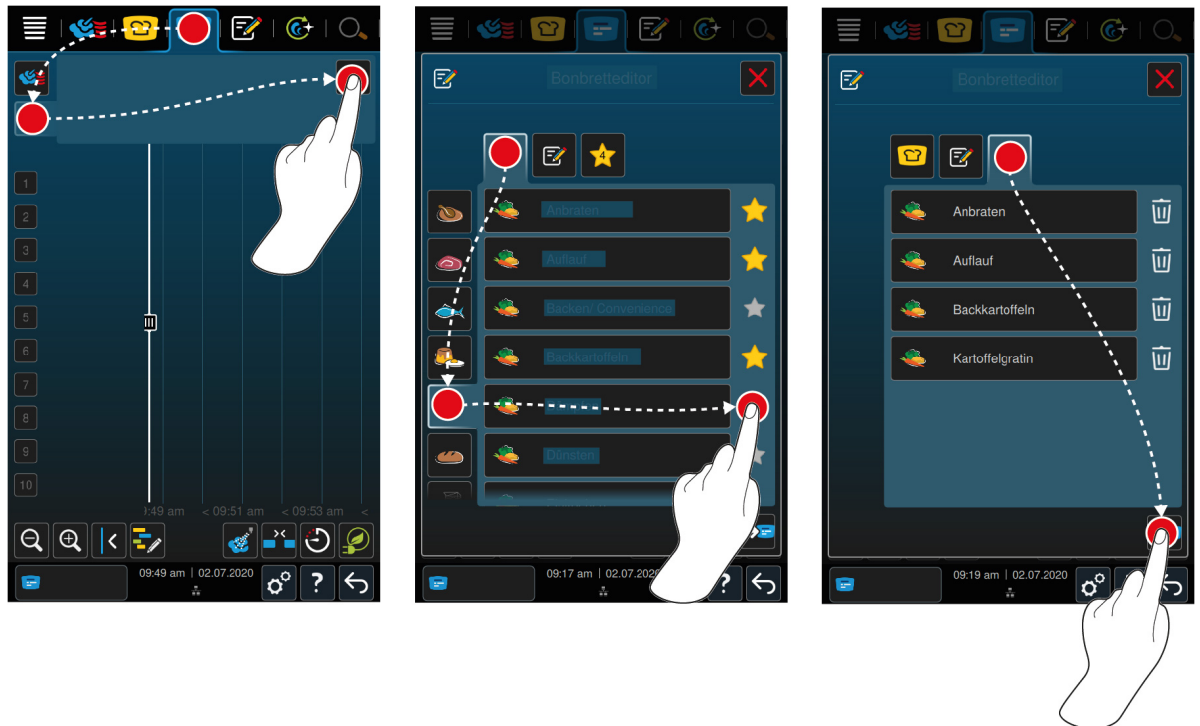 1
2
3
4
5
6
7
8
9
10
:49 am < 09:51 am < 09:53 am <
09:49 am | 02.07.2020
?
Bonbretteditor
4
Anbraten
Auflauf
Backen/ Convenience
Backkartoffeln
Dünsten
09:17 am | 02.07.2020
?
Bonbretteditor
Anbraten
Auflauf
Backkartoffeln
Kartoffelgratin
09:19 am | 02.07.2020